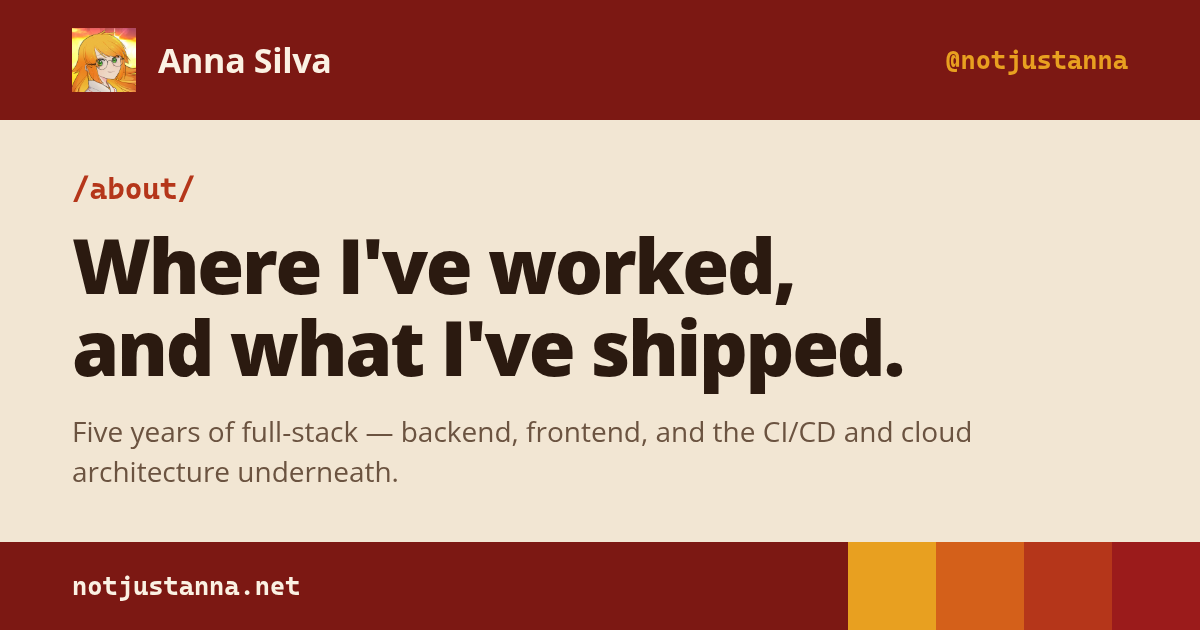 Anna Silva
@notjustanna
/about/
Where I've worked,
and what I've shipped.
Five years of full-stack — backend, frontend, and the CI/CD and cloud
architecture underneath.
notjustanna.net